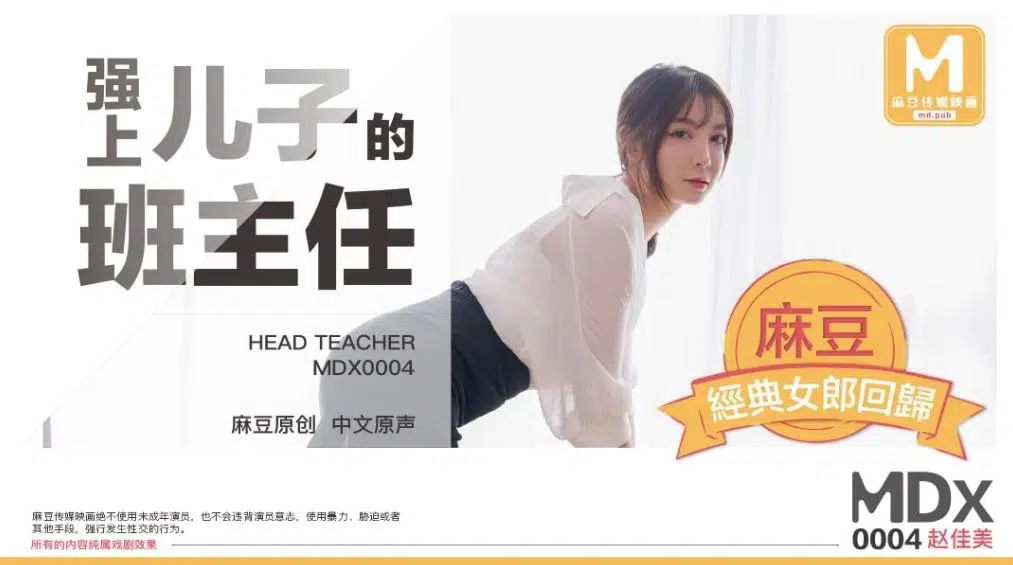 强上儿子的
班主任
HEAD TEACHER
MDX0004
麻豆原创 中文原声
M
麻豆传媒映画
md.pub
麻豆
經典女郎回歸
MDX
0004 赵佳美
麻豆传媒映画绝不使用未成年演员，也不会违背演员意志，使用暴力、胁迫或者
其他手段，强行发生性交的行为。
所有的内容纯属戏剧效果